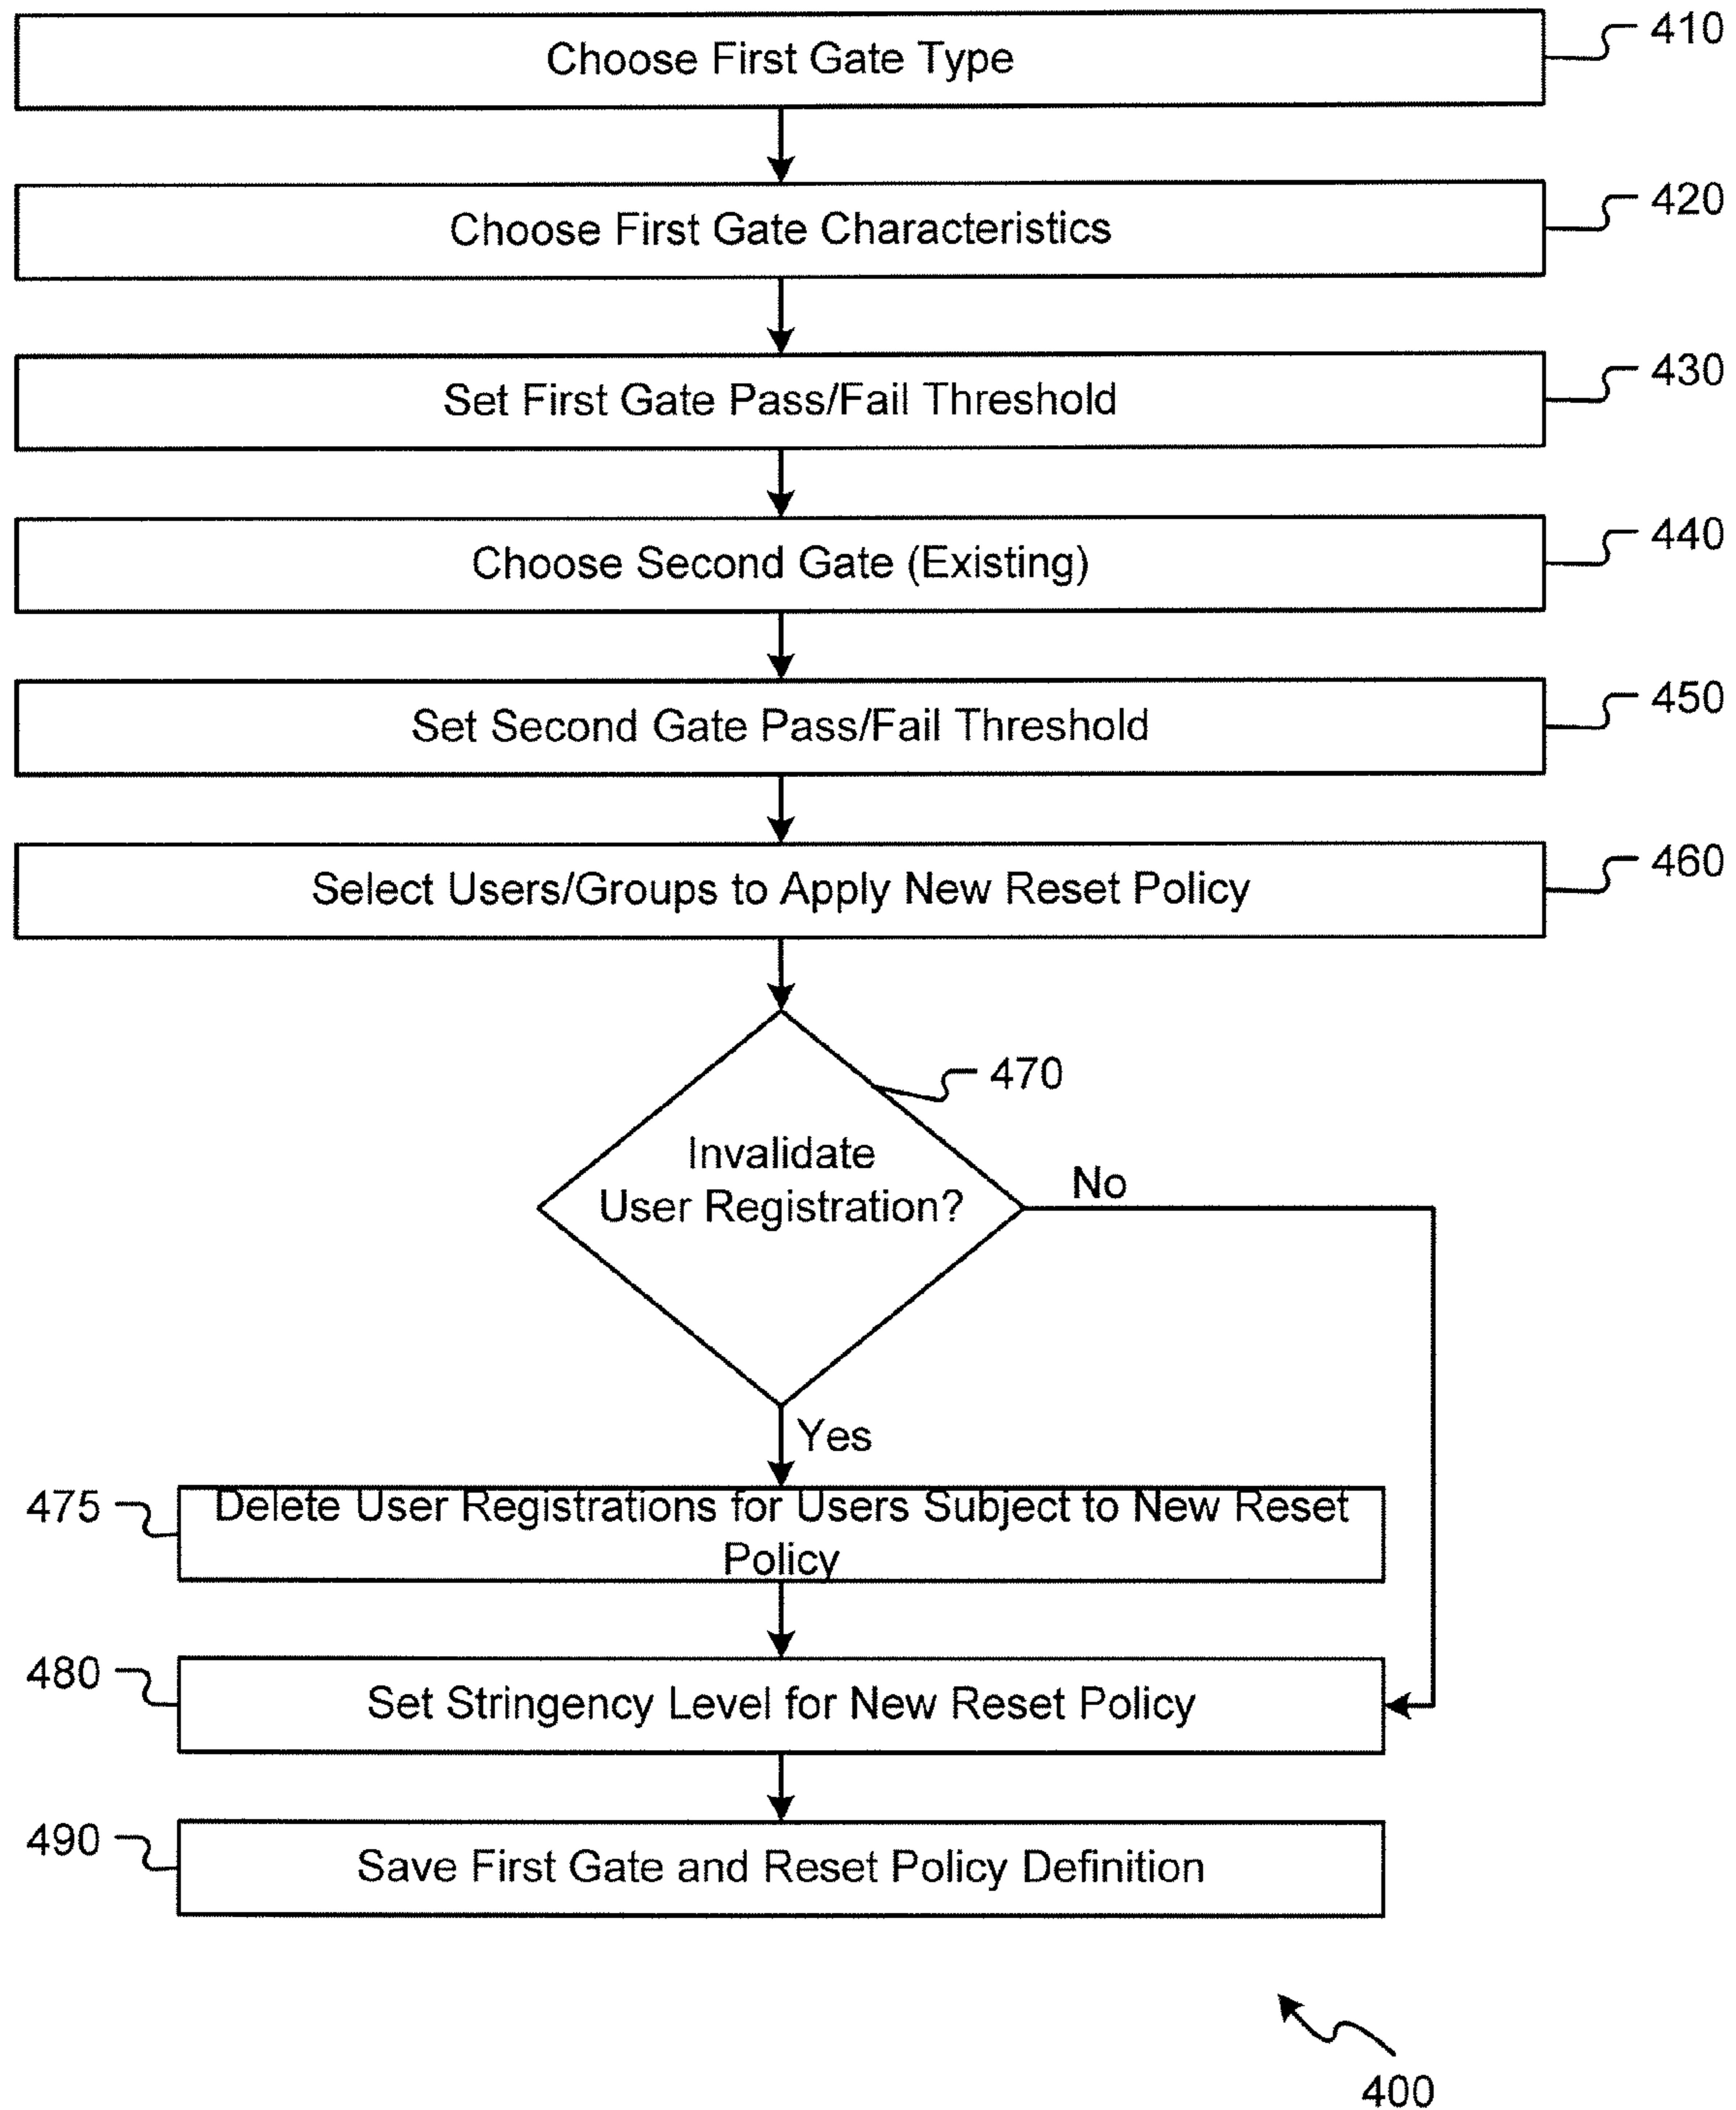 Choose First Gate Type
410
Choose First Gate Characteristics
420
Set First Gate Pass/Fail Threshold
430
Choose Second Gate (Existing)
440
Set Second Gate Pass/Fail Threshold
450
Select Users/Groups to Apply New Reset Policy
460
470
Invalidate
User Registration?
No
Yes
475
Delete User Registrations for Users Subject to New Reset
Policy
480
Set Stringency Level for New Reset Policy
490
Save First Gate and Reset Policy Definition
400